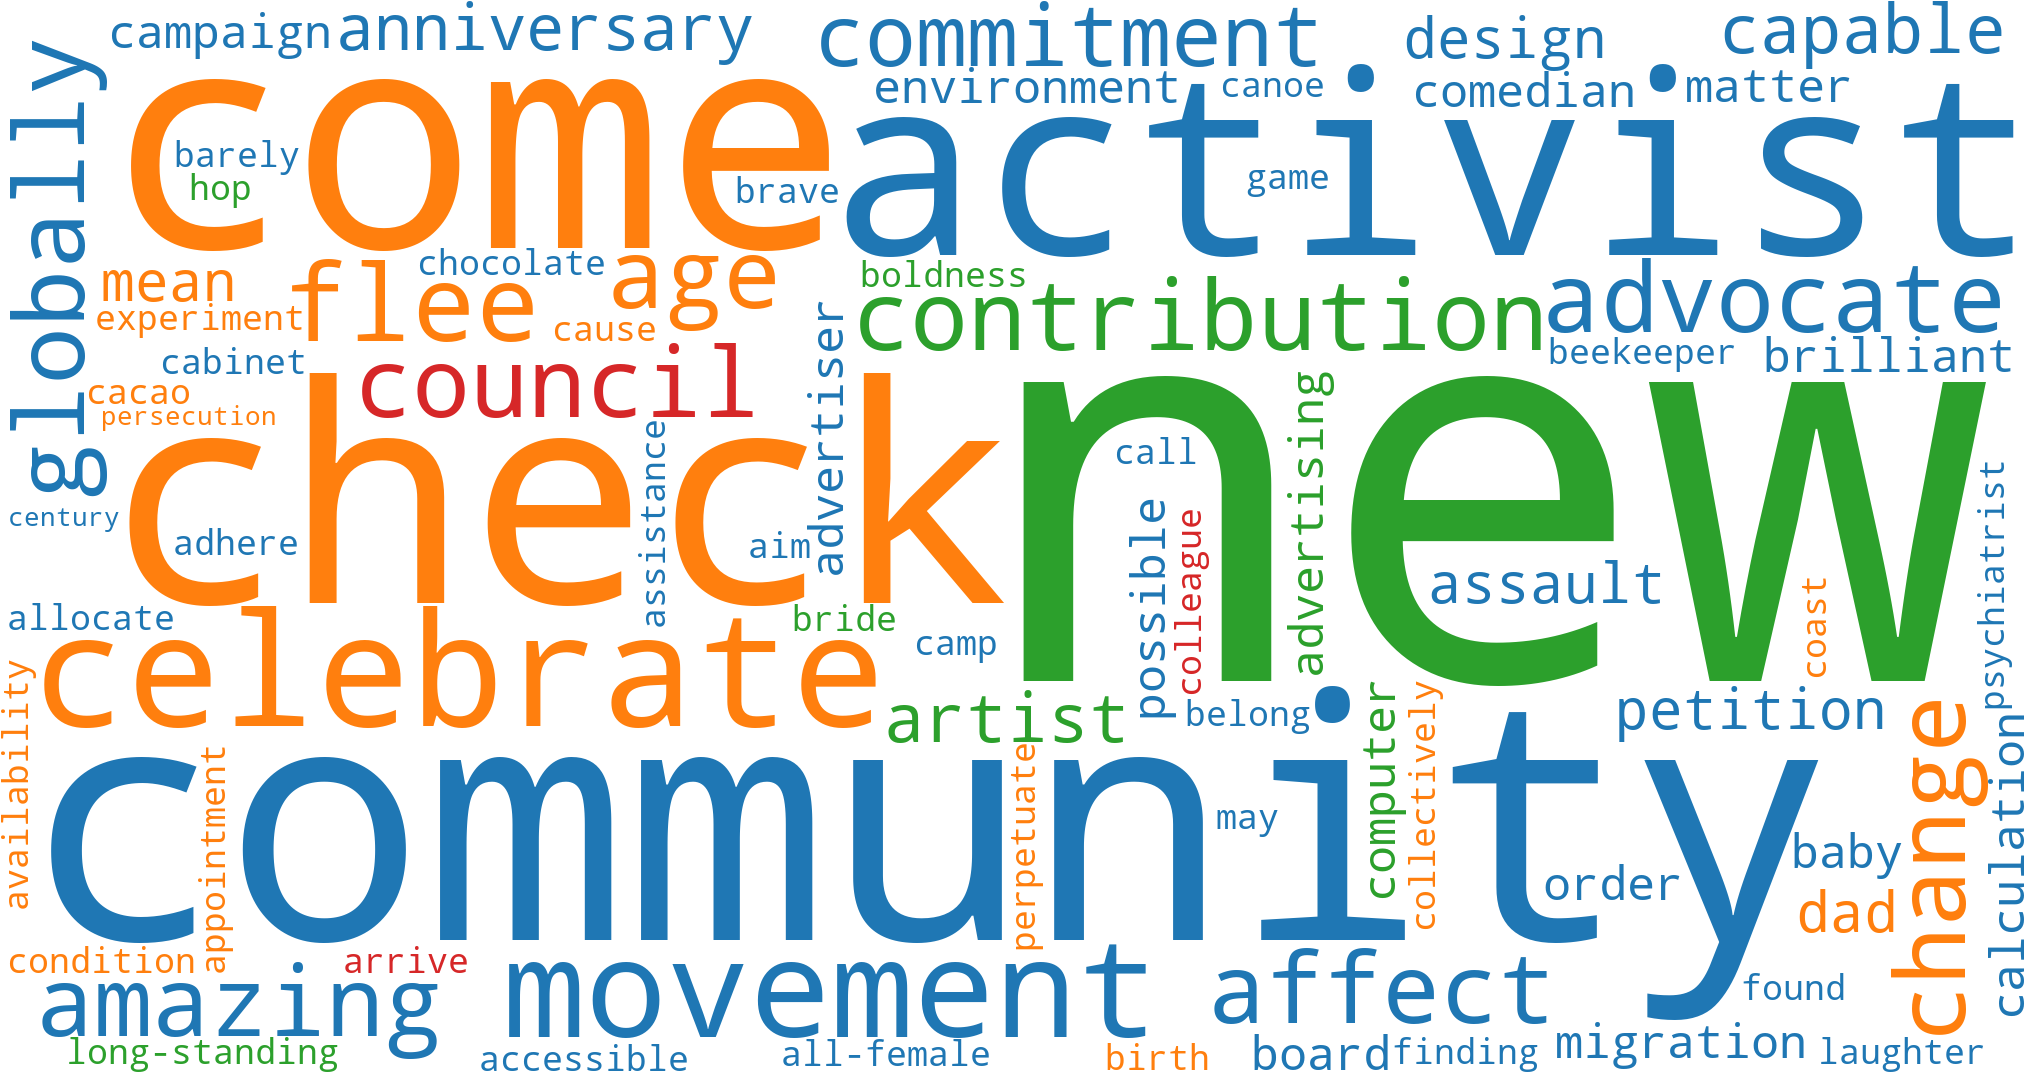 campaign
anniversary
commitment
design
capable
globally
come
environment
canoe
comedian
matter
activist
barely
hop
brave
game
mean
flee
chocolate
age
boldness
contribution
advocate
experiment
cause
cabinet
council
advertiser
beekeeper
brilliant
cacao
persecution
check
new
assistance
call
advertising
century
adhere
aim
possible
colleague
assault
coast
psychiatrist
allocate
celebrate
bride
camp
artist
belong
petition
availability
appointment
community
perpetuate
may
computer
collectively
order
baby
dad
change
calculation
condition
arrive
amazing
movement
affect
found
long-standing
accessible
all-female
birth
board
finding
migration
laughter